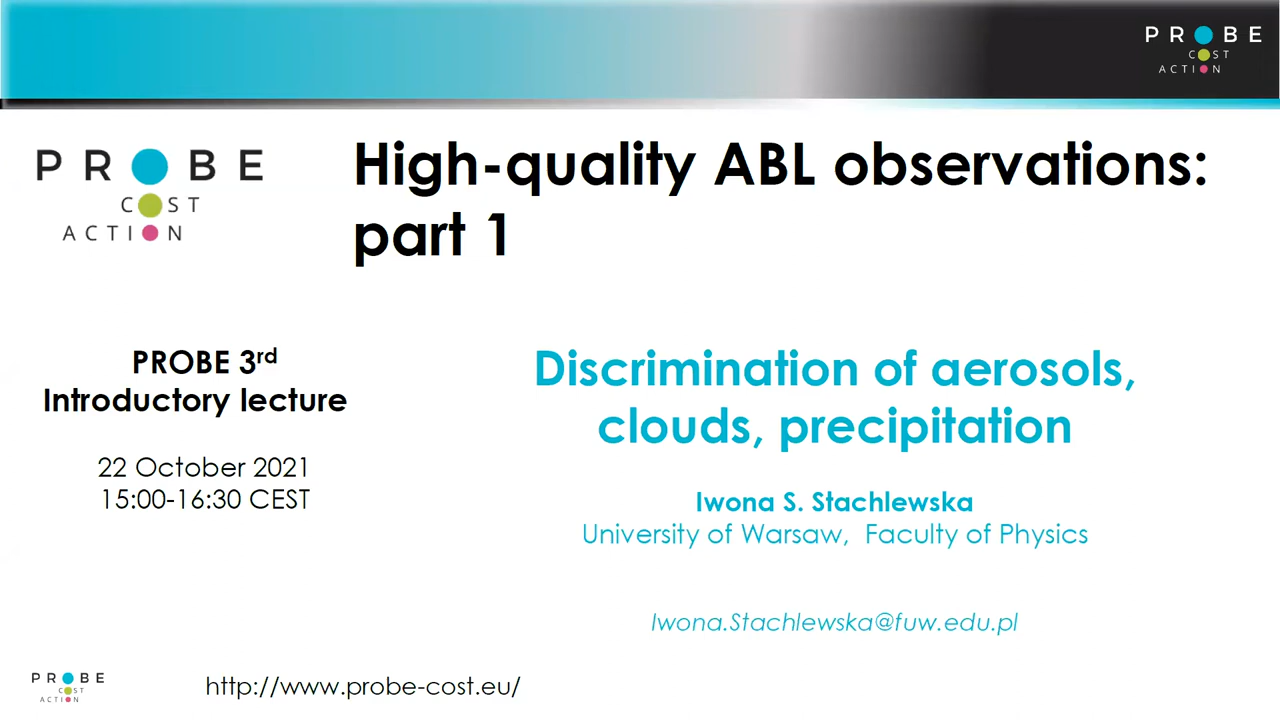 PROBE
COST
ACTION
PROBE
COST
ACTION
High-quality ABL observations:
part 1
PROBE 3rd
Introductory lecture
22 October 2021
15:00-16:30 CEST
Discrimination of aerosols,
clouds, precipitation
Iwona S. Stachlewska
University of Warsaw, Faculty of Physics
Iwona.Stachlewska@fuw.edu.pl
PROBE
COST
ACTION
http://www.probe-cost.eu/